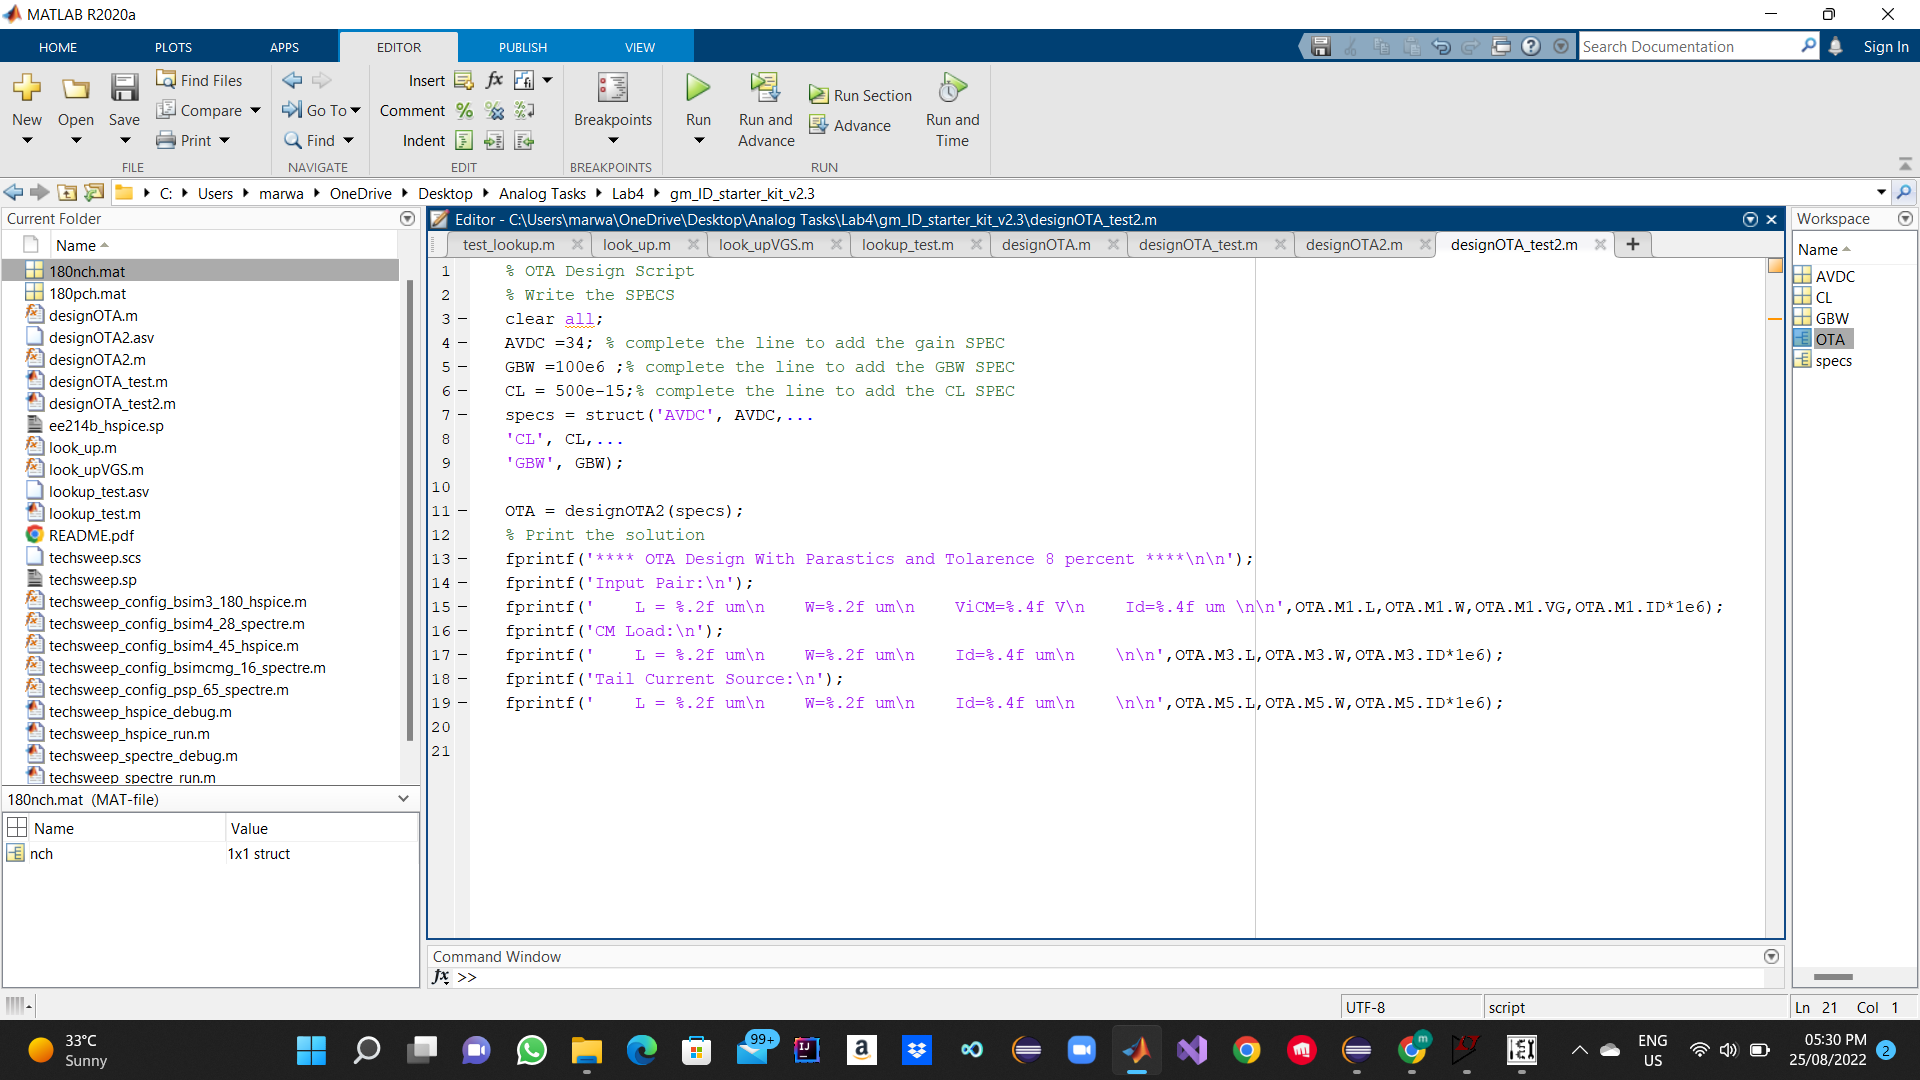 MATLAB R2020a
HOME PLOTS APPS EDITOR PUBLISH VIEW
Search Documentation
Sign In
New
Open
Save
Find Files
Compare
Print
FILE
Go To
Find
NAVIGATE
Insert
fx
Comment
Indent
EDIT
Breakpoints
BREAKPOINTS
Run
Run and Advance
Run Section
Advance
Run and Time
RUN
C: Users marwa OneDrive Desktop Analog Tasks Lab4 gm_ID_starter_kit_v2.3
Current Folder
Name
180nch.mat
180pch.mat
designOTA.m
designOTA2.asv
designOTA2.m
designOTA_test.m
designOTA_test2.m
ee214b_hspice.sp
look_up.m
look_upVGS.m
lookup_test.asv
lookup_test.m
README.pdf
techsweep.scs
techsweep.sp
techsweep_config_bsim3_180_hspice.m
techsweep_config_bsim4_28_spectre.m
techsweep_config_bsim4_45_hspice.m
techsweep_config_bsimcmg_16_spectre.m
techsweep_config_psp_65_spectre.m
techsweep_hspice_debug.m
techsweep_hspice_run.m
techsweep_spectre_debug.m
techsweep_spectre_run.m
180nch.mat (MAT-file)
Name Value
nch 1x1 struct
Editor - C:\Users\marwa\OneDrive\Desktop\Analog Tasks\Lab4\gm_ID_starter_kit_v2.3\designOTA_test2.m
test_lookup.m look_up.m look_upVGS.m lookup_test.m designOTA.m designOTA_test.m designOTA2.m designOTA_test2.m
1 % OTA Design Script
2 % Write the SPECS
3 clear all;
4 AVDC =34; % complete the line to add the gain SPEC
5 GBW =100e6 ;% complete the line to add the GBW SPEC
6 CL = 500e-15;% complete the line to add the CL SPEC
7 specs = struct('AVDC', AVDC,...
8 'CL', CL,...
9 'GBW', GBW);
10
11 OTA = designOTA2(specs);
12 % Print the solution
13 fprintf('**** OTA Design With Parastics and Tolarence 8 percent ****\n\n');
14 fprintf('Input Pair:\n');
15 fprintf('    L = %.2f um\n    W=%.2f um\n    ViCM=%.4f V\n    Id=%.4f um \n\n',OTA.M1.L,OTA.M1.W,OTA.M1.VG,OTA.M1.ID*1e6);
16 fprintf('CM Load:\n');
17 fprintf('    L = %.2f um\n    W=%.2f um\n    Id=%.4f um\n    \n\n',OTA.M3.L,OTA.M3.W,OTA.M3.ID*1e6);
18 fprintf('Tail Current Source:\n');
19 fprintf('    L = %.2f um\n    W=%.2f um\n    Id=%.4f um\n    \n\n',OTA.M5.L,OTA.M5.W,OTA.M5.ID*1e6);
20
21
Command Window
fx >>
Workspace
Name
AVDC
CL
GBW
OTA
specs
UTF-8 script Ln 21 Col 1
33°C
Sunny
99+
IJ
a
m
ENG
US
05:30 PM
25/08/2022
2